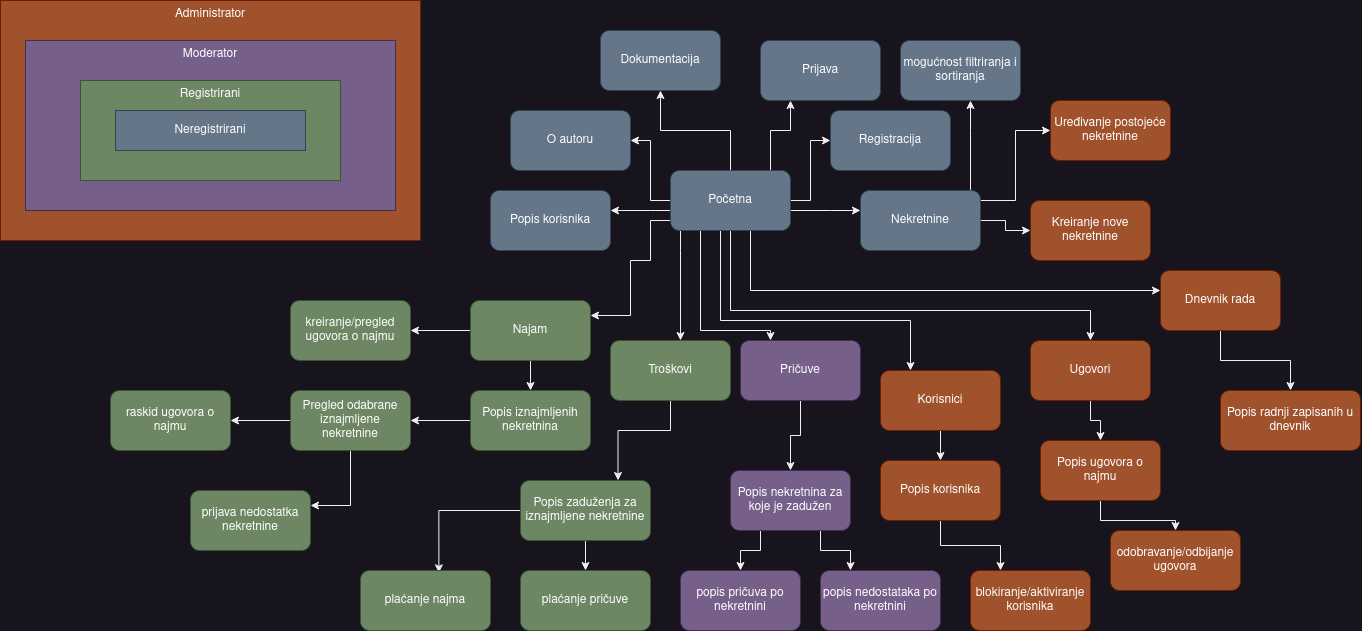 Administrator
Moderator
Registrirani
Neregistrirani
Dokumentacija
Prijava
mogućnost filtriranja i
sortiranja
O autoru
Registracija
Uređivanje postojeće
nekretnine
Početna
Popis korisnika
Nekretnine
Kreiranje nove
nekretnine
Dnevnik rada
kreiranje/pregled
ugovora o najmu
Najam
Troškovi
Pričuve
Korisnici
Ugovori
raskid ugovora o
najmu
Pregled odabrane
iznajmljene
nekretnine
Popis iznajmljenih
nekretnina
Popis radnji zapisanih u
dnevnik
prijava nedostatka
nekretnine
Popis zaduženja za
iznajmljene nekretnine
Popis nekretnina za
koje je zadužen
Popis korisnika
Popis ugovora o
najmu
odobravanje/odbijanje
ugovora
plaćanje najma
plaćanje pričuve
popis pričuva po
nekretnini
popis nedostataka po
nekretnini
blokiranje/aktiviranje
korisnika